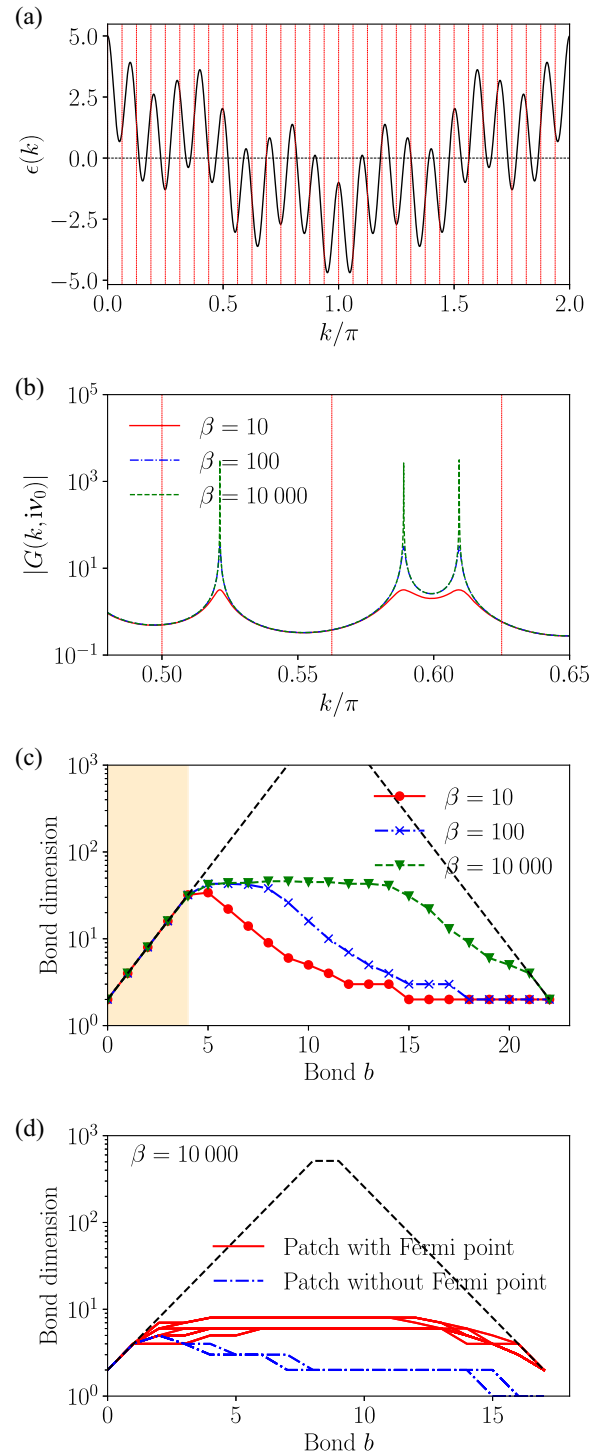 (a)
5.0
2.5
0.0
−2.5
−5.0
ϵ(k)
0.0 0.5 1.0 1.5 2.0
k/π
(b)
10^5
10^3
10^1
10^−1
|G(k, iν_0)|
β = 10
β = 100
β = 10 000
0.50 0.55 0.60 0.65
k/π
(c)
10^3
10^2
10^1
10^0
Bond dimension
β = 10
β = 100
β = 10 000
0 5 10 15 20
Bond b
(d)
10^3
10^2
10^1
10^0
Bond dimension
β = 10 000
Patch with Fermi point
Patch without Fermi point
0 5 10 15
Bond b